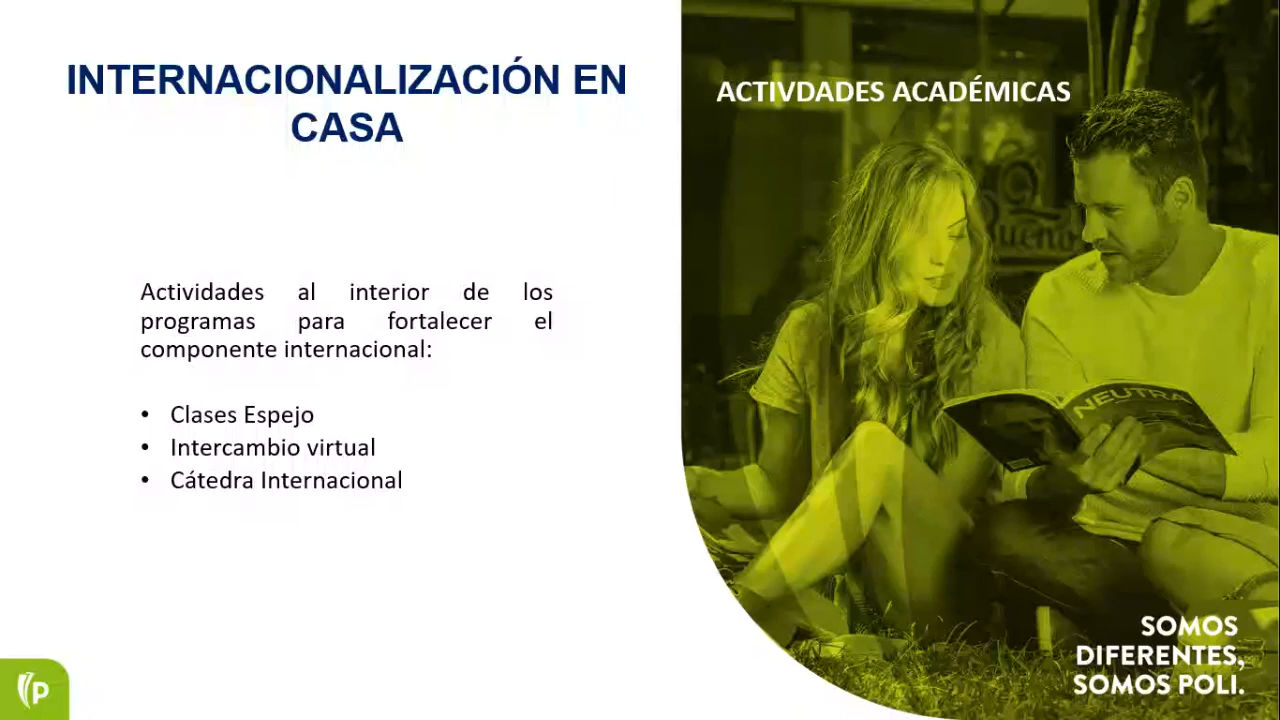 INTERNACIONALIZACIÓN EN
CASA
Actividades al interior de los
programas para fortalecer el
componente internacional:
• Clases Espejo
• Intercambio virtual
• Cátedra Internacional
p
ACTIVDADES ACADÉMICAS
NEUTRA
SOMOS
DIFERENTES,
SOMOS POLI.